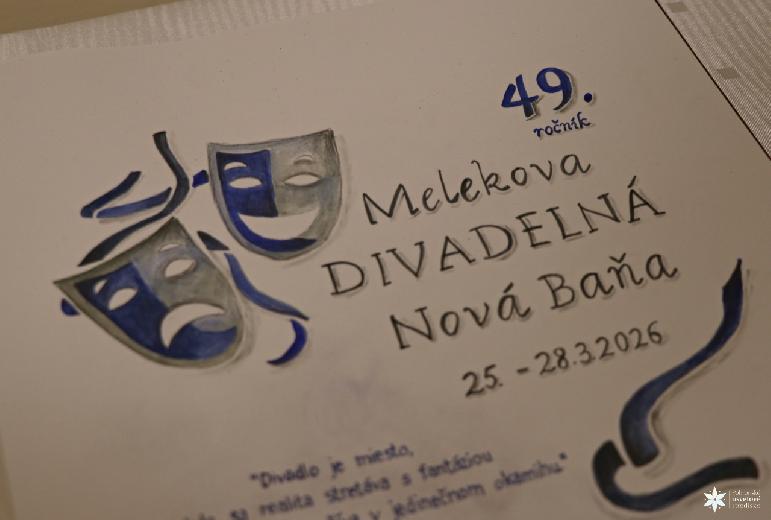 49.
ročník
Melekova
DIVADELNÁ
Nová Baňa
25. - 28.3.2026
"Divadlo je miesto,
sa realita stretáva s fantáziou
v jedinečnom okamihu"